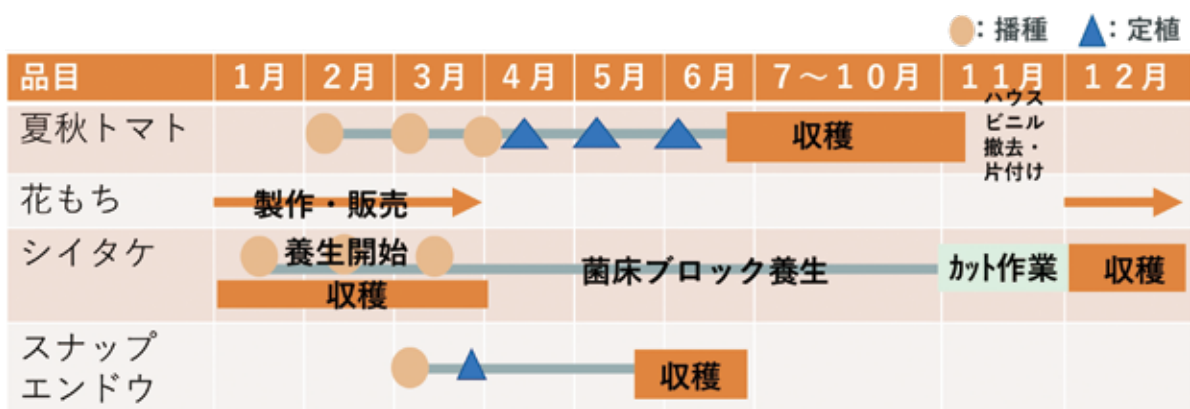 ：播種 ：定植
品目 １月 ２月 ３月 ４月 ５月 ６月 ７～１０月 １１月 １２月
夏秋トマト 収穫
ハウス
ビニル
撤去・
片付け
花もち 製作・販売
シイタケ 養生開始 菌床ブロック養生 ｶｯﾄ作業 収穫
収穫
スナップ
エンドウ 収穫